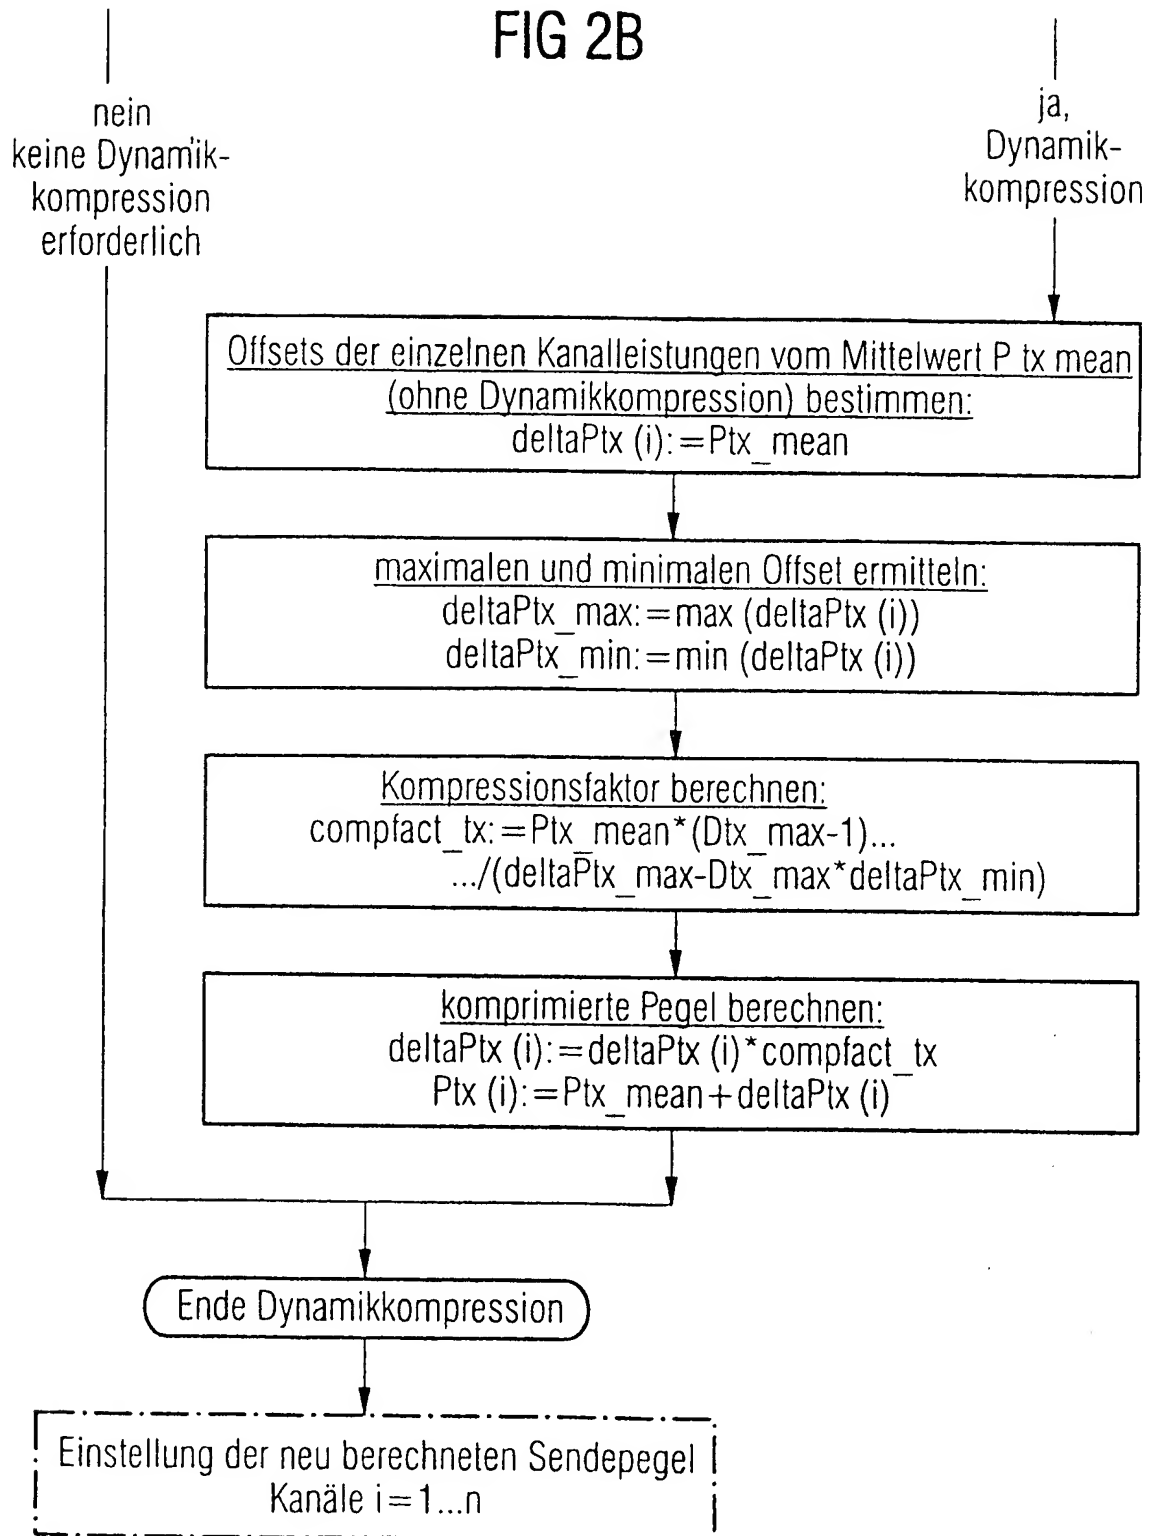 FIG 2B
nein
keine Dynamik-
kompression
erforderlich
ja,
Dynamik-
kompression
Offsets der einzelnen Kanalleistungen vom Mittelwert P tx mean
(ohne Dynamikkompression) bestimmen:
deltaPtx (i):=Ptx_mean
maximalen und minimalen Offset ermitteln:
deltaPtx_max:=max (deltaPtx (i))
deltaPtx_min:=min (deltaPtx (i))
Kompressionsfaktor berechnen:
compfact_tx:=Ptx_mean*(Dtx_max-1)...
.../(deltaPtx_max-Dtx_max*deltaPtx_min)
komprimierte Pegel berechnen:
deltaPtx (i):=deltaPtx (i)*compfact_tx
Ptx (i):=Ptx_mean+deltaPtx (i)
Ende Dynamikkompression
Einstellung der neu berechneten Sendepegel
Kanäle i=1...n